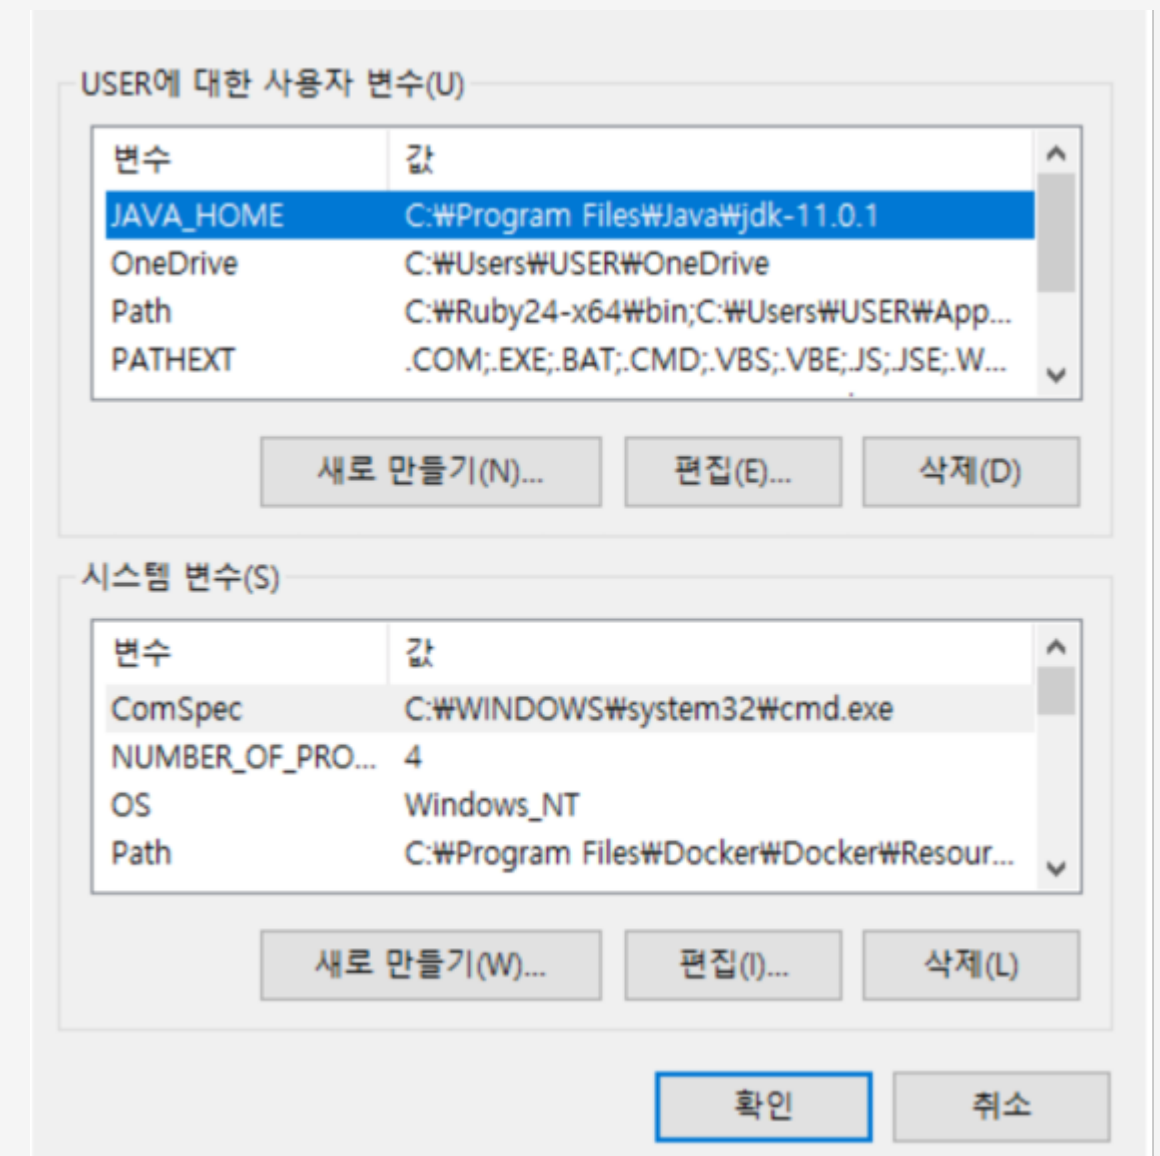 USER에 대한 사용자 변수(U)
변수 값
JAVA_HOME C:₩Program Files₩Java₩jdk-11.0.1
OneDrive C:₩Users₩USER₩OneDrive
Path C:₩Ruby24-x64₩bin;C:₩Users₩USER₩App...
PATHEXT .COM;.EXE;.BAT;.CMD;.VBS;.VBE;.JS;.JSE;.W...
새로 만들기(N)... 편집(E)... 삭제(D)
시스템 변수(S)
변수 값
ComSpec C:₩WINDOWS₩system32₩cmd.exe
NUMBER_OF_PRO... 4
OS Windows_NT
Path C:₩Program Files₩Docker₩Docker₩Resour...
새로 만들기(W)... 편집(I)... 삭제(L)
확인 취소